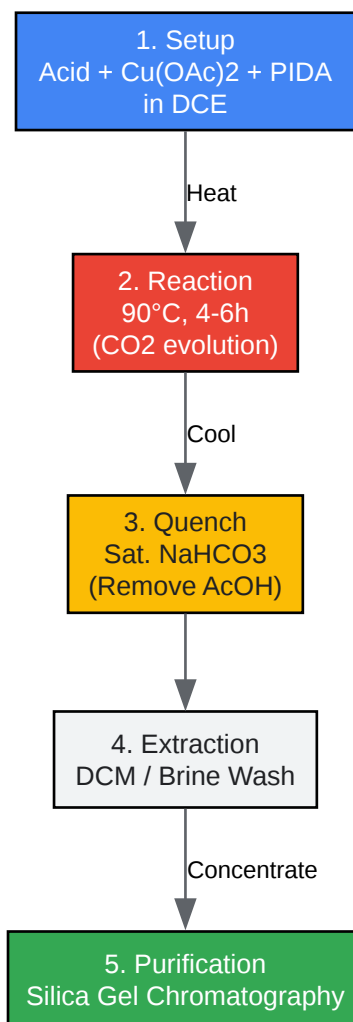 1. Setup
Acid + Cu(OAc)2 + PIDA
in DCE
Heat
2. Reaction
90°C, 4-6h
(CO2 evolution)
Cool
3. Quench
Sat. NaHCO3
(Remove AcOH)
4. Extraction
DCM / Brine Wash
Concentrate
5. Purification
Silica Gel Chromatography